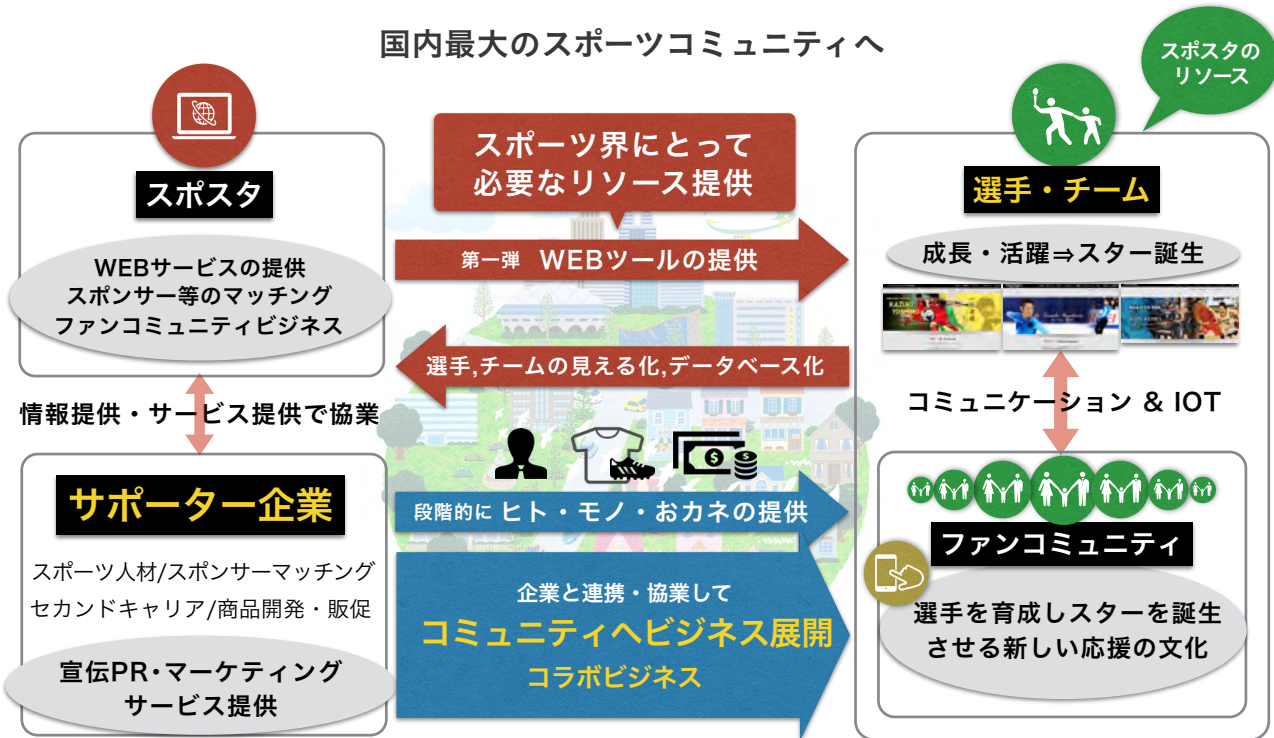 国内最大のスポーツコミュニティへ
スポスタの
リソース
スポスタ
WEBサービスの提供
スポンサー等のマッチング
ファンコミュニティビジネス
スポーツ界にとって
必要なリソース提供
第一弾 WEBツールの提供
選手,チームの見える化,データベース化
選手・チーム
成長・活躍⇒スター誕生
情報提供・サービス提供で協業
コミュニケーション & IOT
サポーター企業
スポーツ人材/スポンサーマッチング
セカンドキャリア/商品開発・販促
宣伝PR・マーケティング
サービス提供
段階的に ヒト・モノ・おカネの提供
企業と連携・協業して
コミュニティへビジネス展開
コラボビジネス
ファンコミュニティ
選手を育成しスターを誕生
させる新しい応援の文化